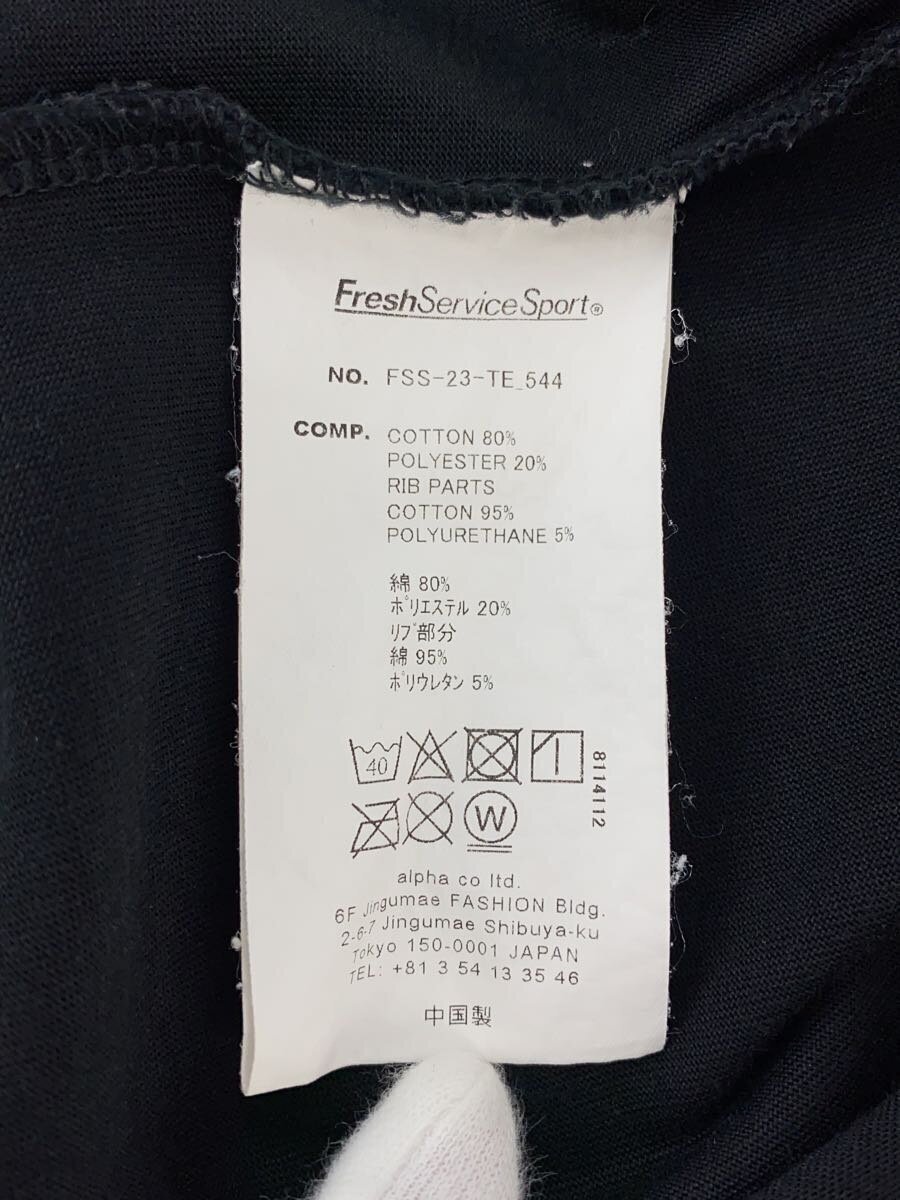 FreshServiceSport®
NO. FSS-23-TE_544
COMP. COTTON 80%
POLYESTER 20%
RIB PARTS
COTTON 95%
POLYURETHANE 5%
綿 80%
ポリエステル 20%
リブ部分
綿 95%
ポリウレタン 5%
40
W
8114112
alpha co ltd.
6F Jingumae FASHION Bldg.
2-6-7 Jingumae Shibuya-ku
Tokyo 150-0001 JAPAN
TEL: +81 3 54 13 35 46
中国製